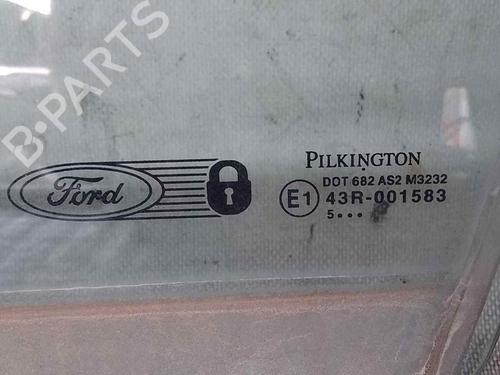 B-PARTS
Ford
PILKINGTON
DOT 682 AS2 M3232
E1 43R-001583
5...